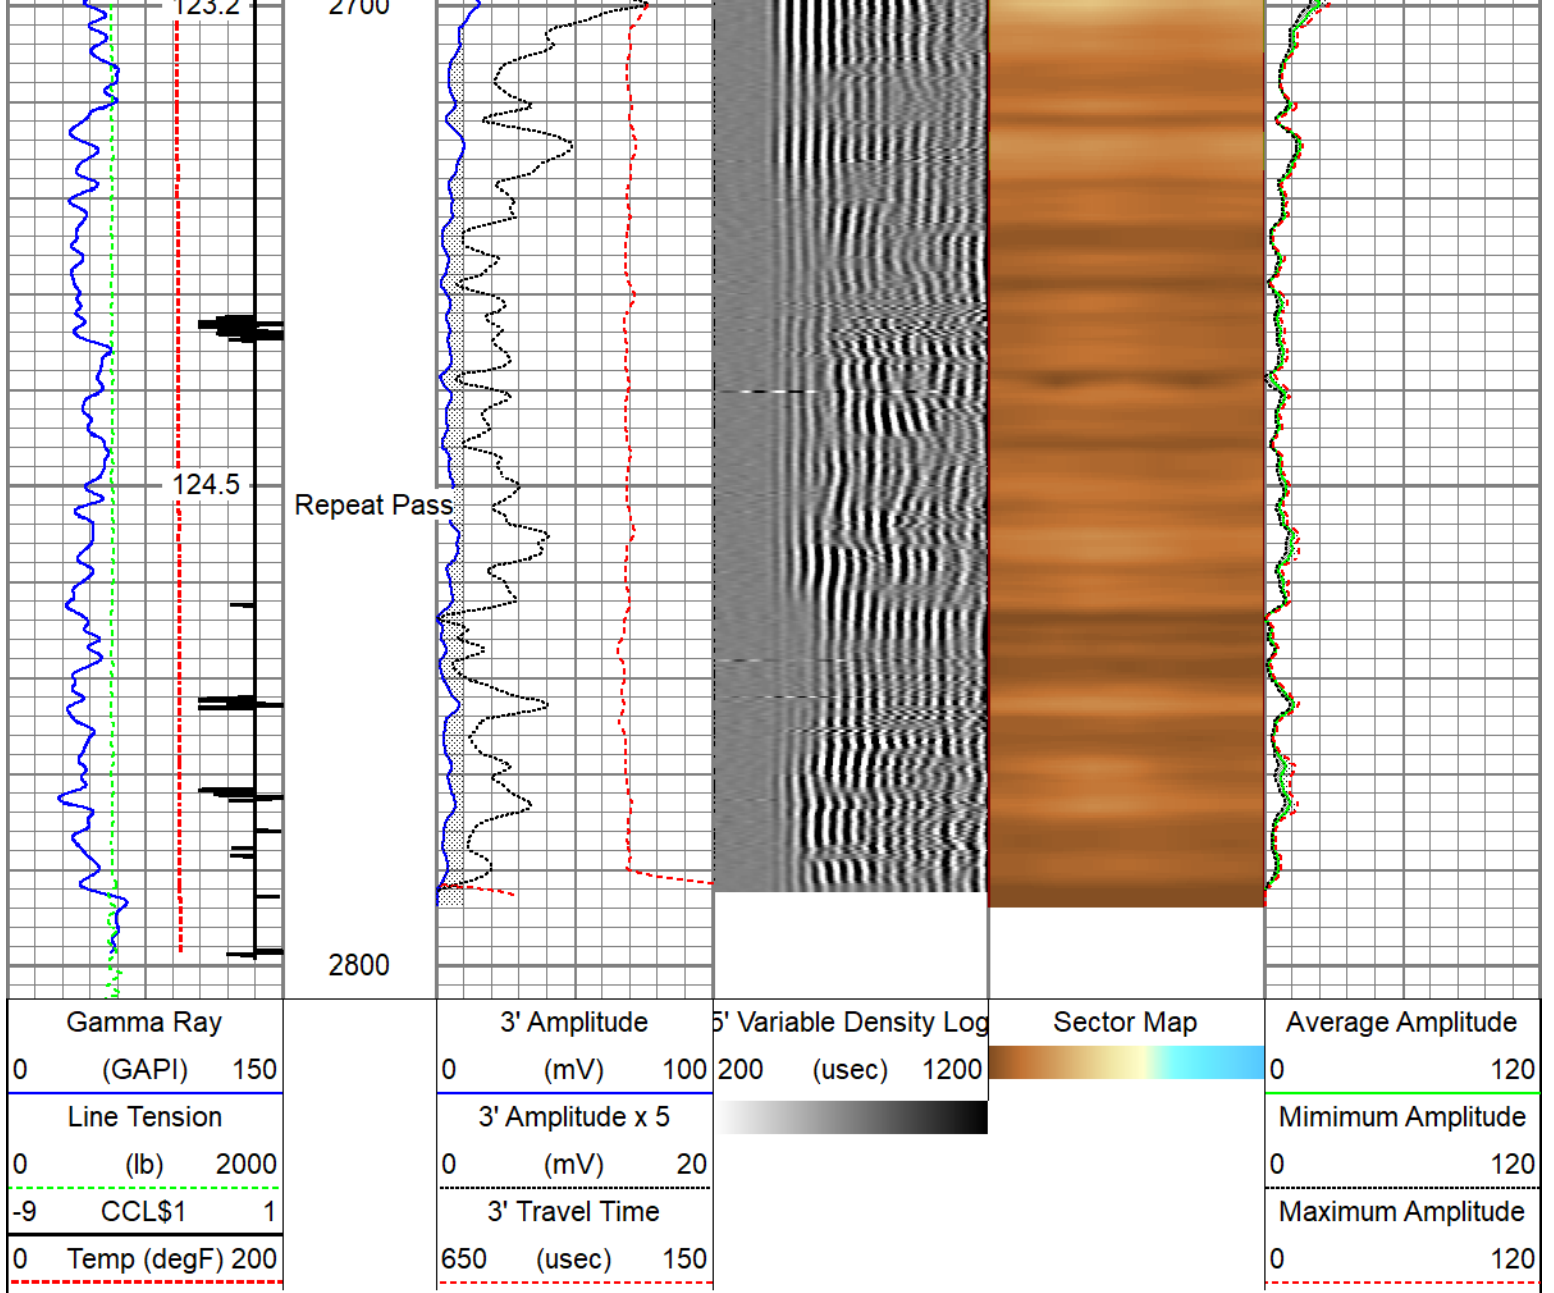 123.2
2700
124.5
Repeat Pass
2800
Gamma Ray
0 (GAPI) 150
Line Tension
0 (lb) 2000
-9 CCL$1 1
0 Temp (degF) 200
3' Amplitude
0 (mV) 100
3' Amplitude x 5
0 (mV) 20
3' Travel Time
650 (usec) 150
5' Variable Density Log
200 (usec) 1200
Sector Map
Average Amplitude
0 120
Mimimum Amplitude
0 120
Maximum Amplitude
0 120